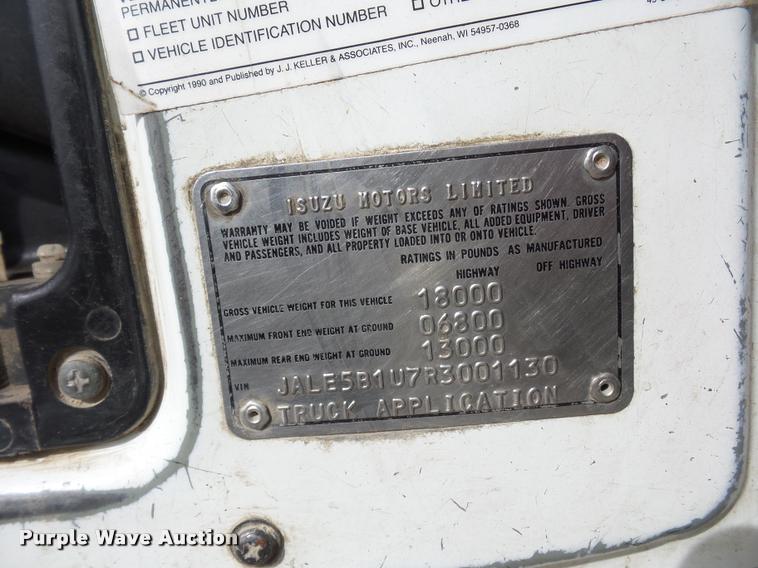 PERMANENTL
□ FLEET UNIT NUMBER
□ VEHICLE IDENTIFICATION NUMBER
□ OTHE
© Copyright 1990 and Published by J. J. KELLER & ASSOCIATES, INC., Neenah, WI 54957-0368
ISUZU MOTORS LIMITED
WARRANTY MAY BE VOIDED IF WEIGHT EXCEEDS ANY OF RATINGS SHOWN. GROSS
VEHICLE WEIGHT INCLUDES WEIGHT OF BASE VEHICLE, ALL ADDED EQUIPMENT, DRIVER
AND PASSENGERS, AND ALL PROPERTY LOADED INTO OR ONTO VEHICLE.
RATINGS IN POUNDS AS MANUFACTURED
HIGHWAY OFF HIGHWAY
GROSS VEHICLE WEIGHT FOR THIS VEHICLE 18000
MAXIMUM FRONT END WEIGHT AT GROUND 06800
MAXIMUM REAR END WEIGHT AT GROUND 13000
VIN JALE5B1U7R3001130
TRUCK APPLICATION
Purple Wave Auction